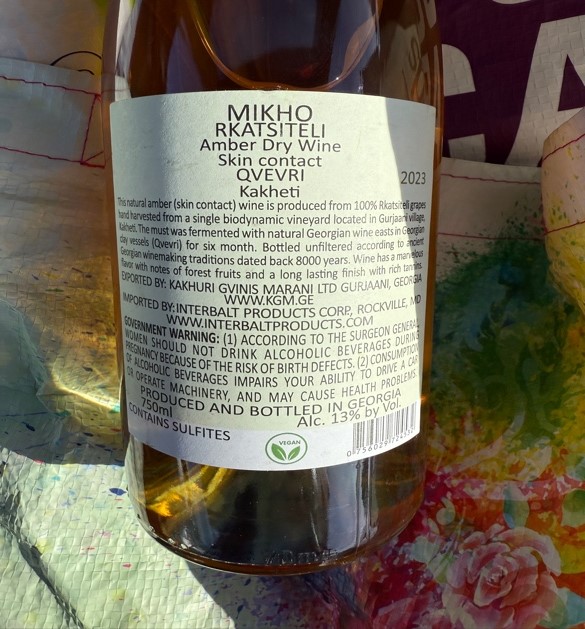 MIKHO
RKATSITELI
Amber Dry Wine
Skin contact
QVEVRI
2023
Kakheti
This natural amber (skin contact) wine is produced from 100% Rkatsiteli grapes
hand harvested from a single biodynamic vineyard located in Gurjaani village,
Kakheti. The must was fermented with natural Georgian wine easts in Georgian
clay vessels (Qvevri) for six month. Bottled unfiltered according to ancient
Georgian winemaking traditions dated back 8000 years. Wine has a marvelous
flavor with notes of forest fruits and a long lasting finish with rich tannins.
EXPORTED BY: KAKHURI GVINIS MARANI LTD GURJAANI, GEORGIA
WWW.KGM.GE
IMPORTED BY:INTERBALT PRODUCTS CORP, ROCKVILLE, MD
WWW.INTERBALTPRODUCTS.COM
GOVERNMENT WARNING: (1) ACCORDING TO THE SURGEON GENERAL
WOMEN SHOULD NOT DRINK ALCOHOLIC BEVERAGES DURING
PREGNANCY BECAUSE OF THE RISK OF BIRTH DEFECTS. (2) CONSUMPTION
OF ALCOHOLIC BEVERAGES IMPAIRS YOUR ABILITY TO DRIVE A CAR
OR OPERATE MACHINERY, AND MAY CAUSE HEALTH PROBLEMS.
PRODUCED AND BOTTLED IN GEORGIA
750ml
Alc. 13% by Vol.
CONTAINS SULFITES
VEGAN